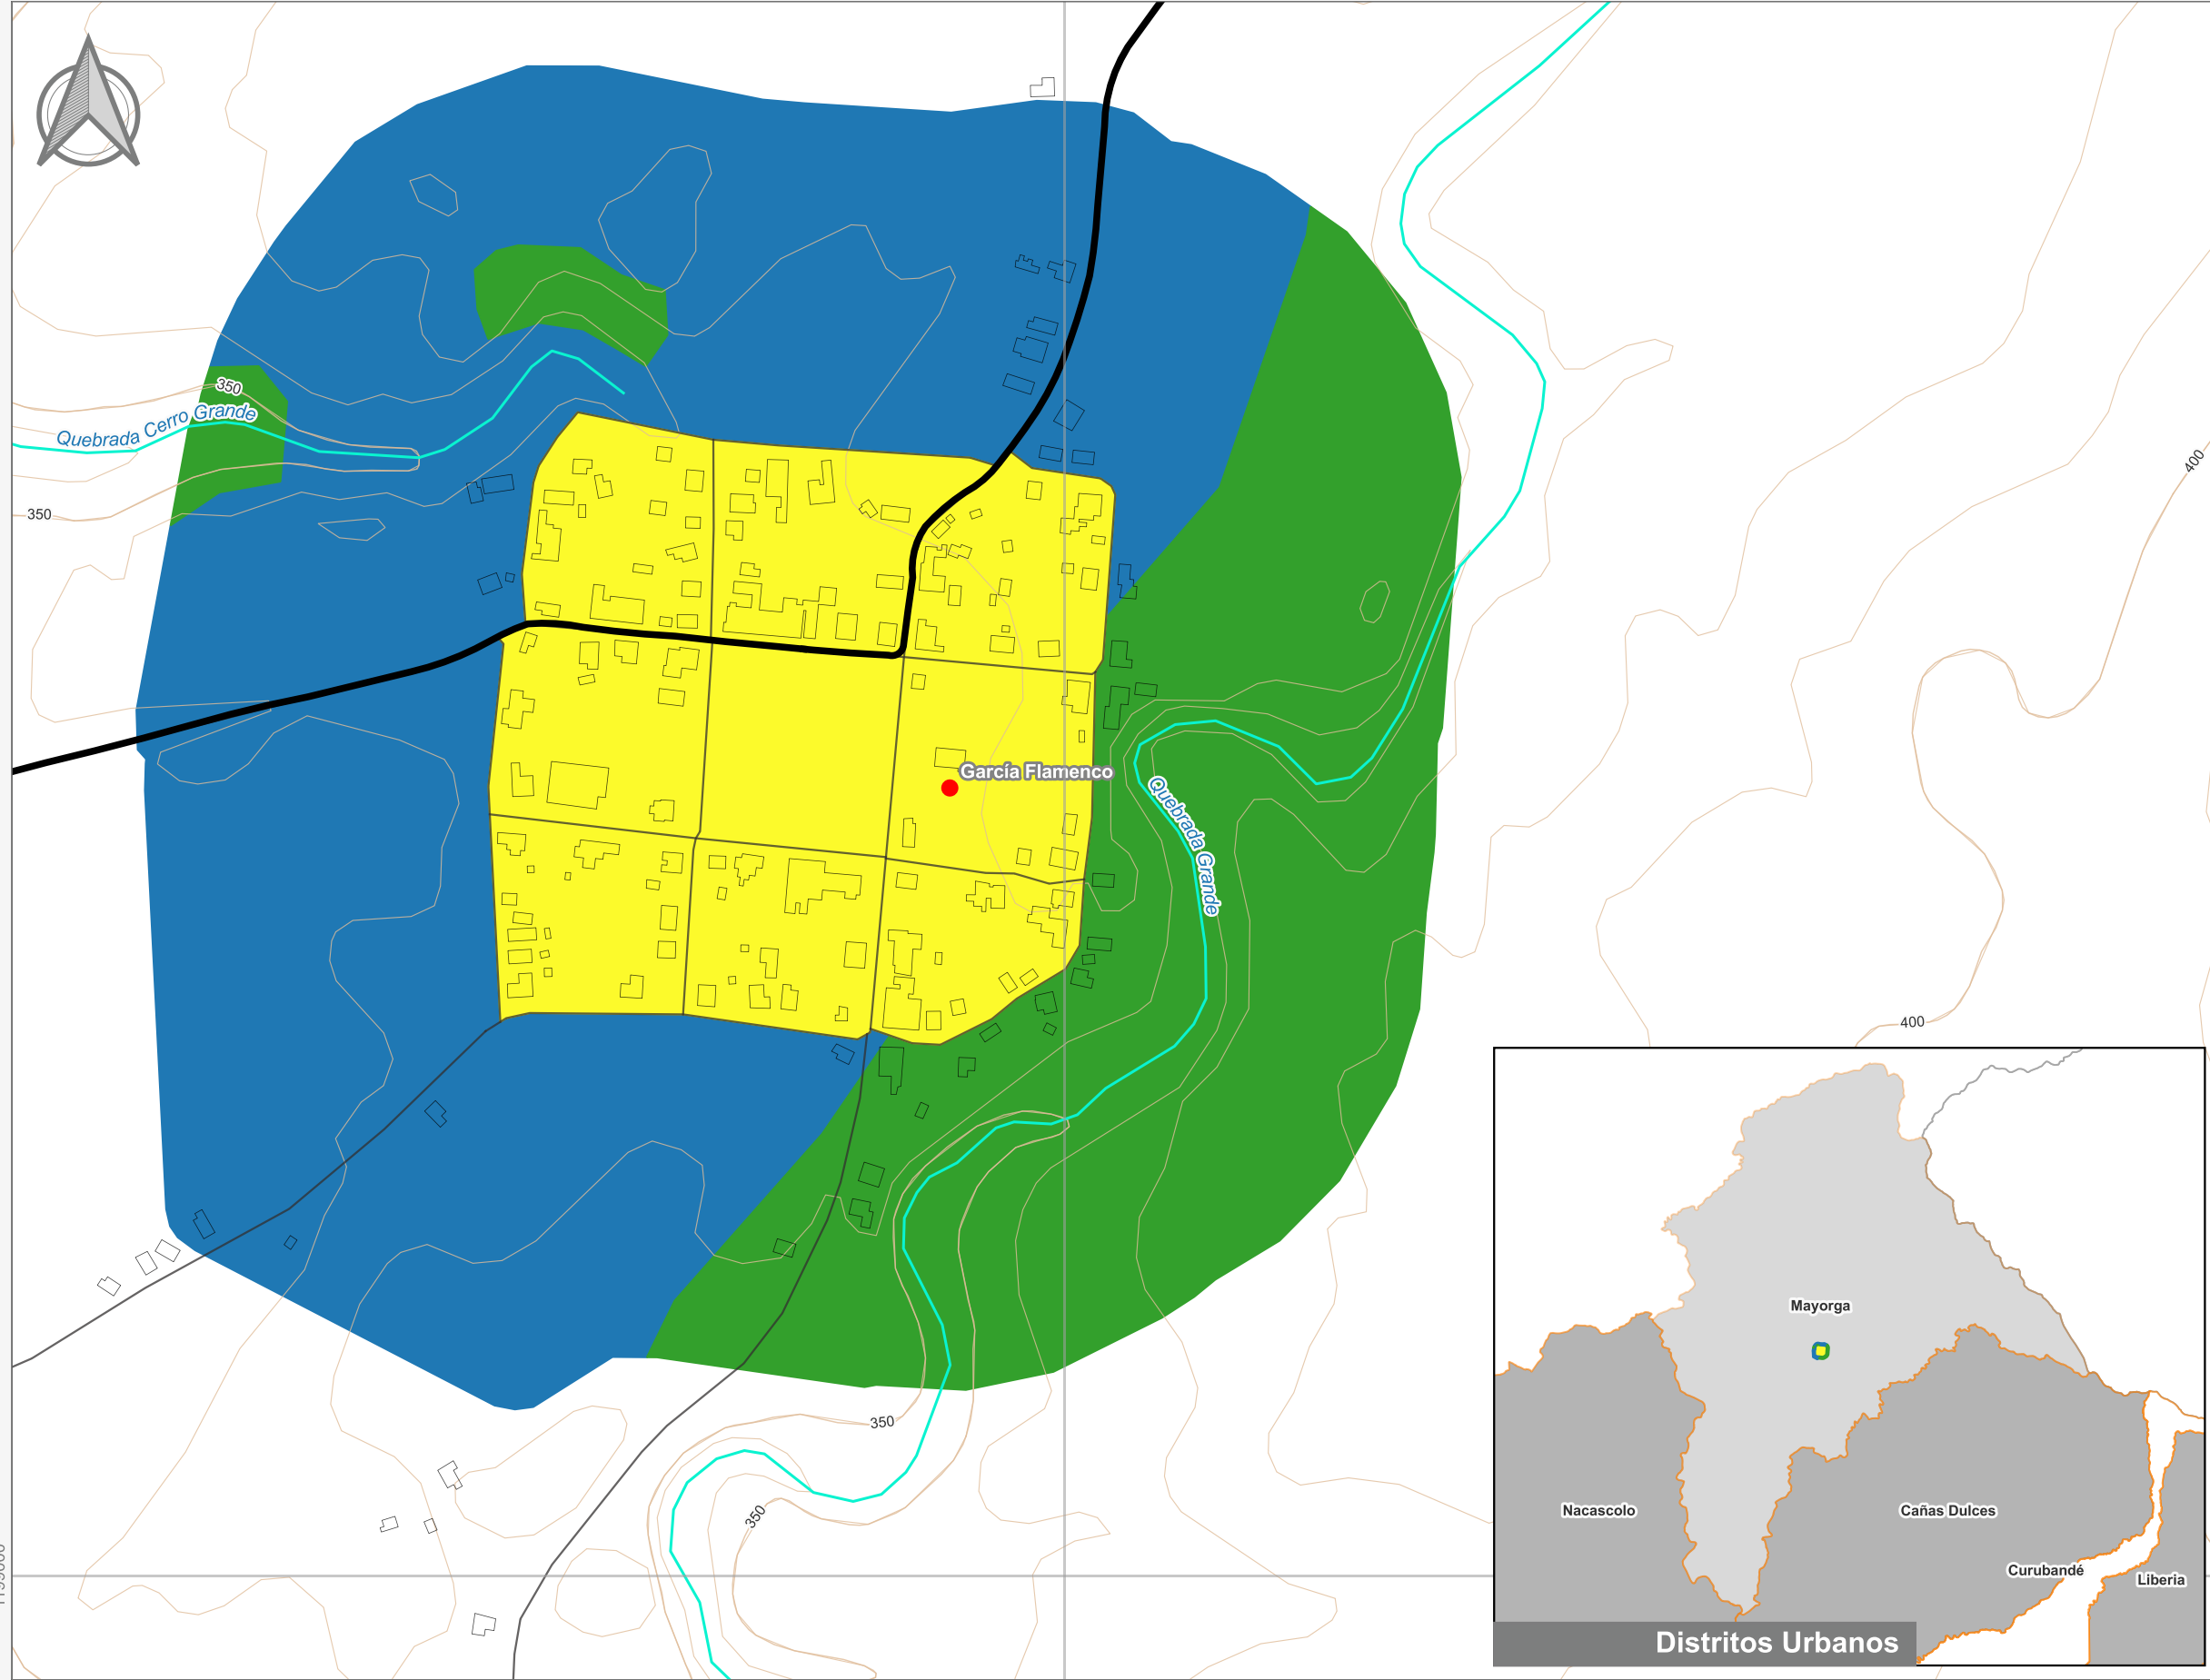 350
Quebrada Cerro Grande
350
400
García Flamenco
Quebrada Grande
400
Mayorga
350
350
Nacascolo
Cañas Dulces
Curubandé
Liberia
Distritos Urbanos